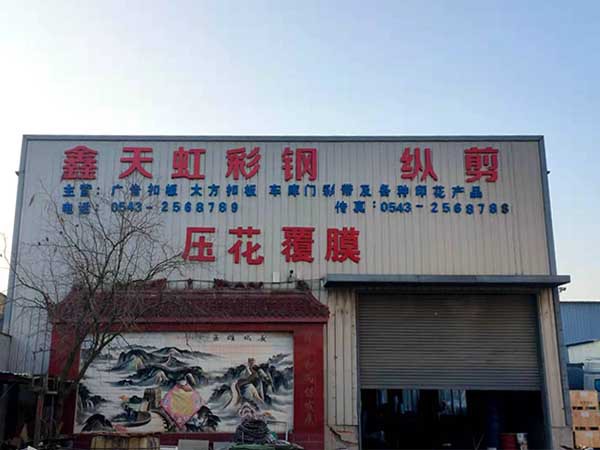 鑫天虹彩钢 纵剪
主营：广告扣板 大方扣板 车库门彩带及各种印花产品
电话：0543-2568789 传真：0543-2568788
压花覆膜